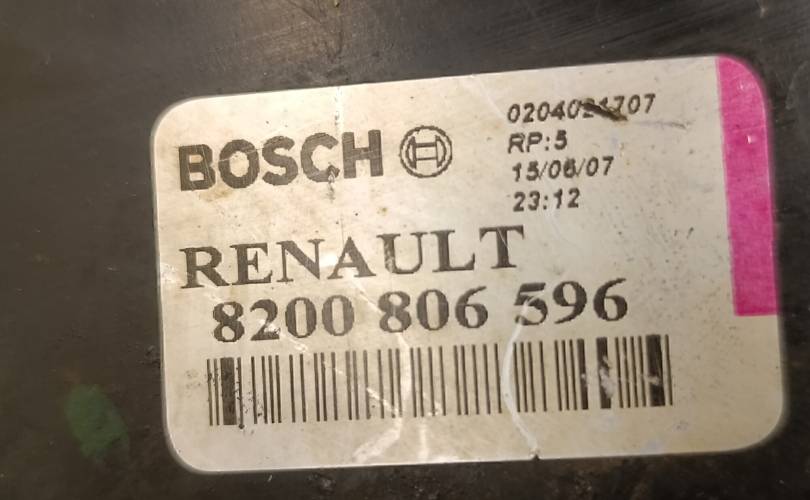 BOSCH
RP:5
15/06/07
23:12
RENAULT
8200 806 596